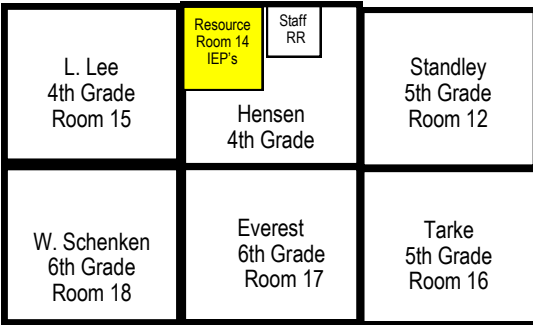 L. Lee
4th Grade
Room 15
Resource
Room 14
IEP's
Staff
RR
Hensen
4th Grade
Standley
5th Grade
Room 12
W. Schenken
6th Grade
Room 18
Everest
6th Grade
Room 17
Tarke
5th Grade
Room 16